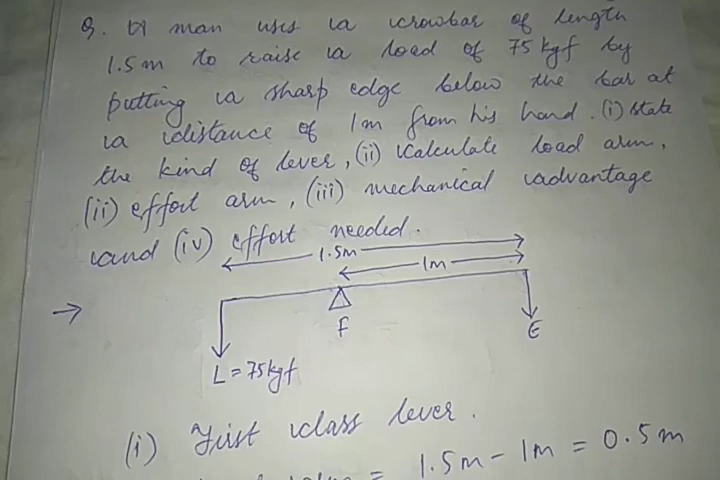 Q. A man uses a crowbar of length
1.5m to raise a load of 75kgf by
putting a sharp edge below the bar at
a distance of 1m from his hand. (i) state
the kind of lever, (ii) calculate load arm,
(ii) effort arm, (iii) mechanical advantage
and (iv) effort needed.
1.5m
1m
→
F
E
L = 75kgf
(i) First class lever.
= 1.5m - 1m = 0.5m